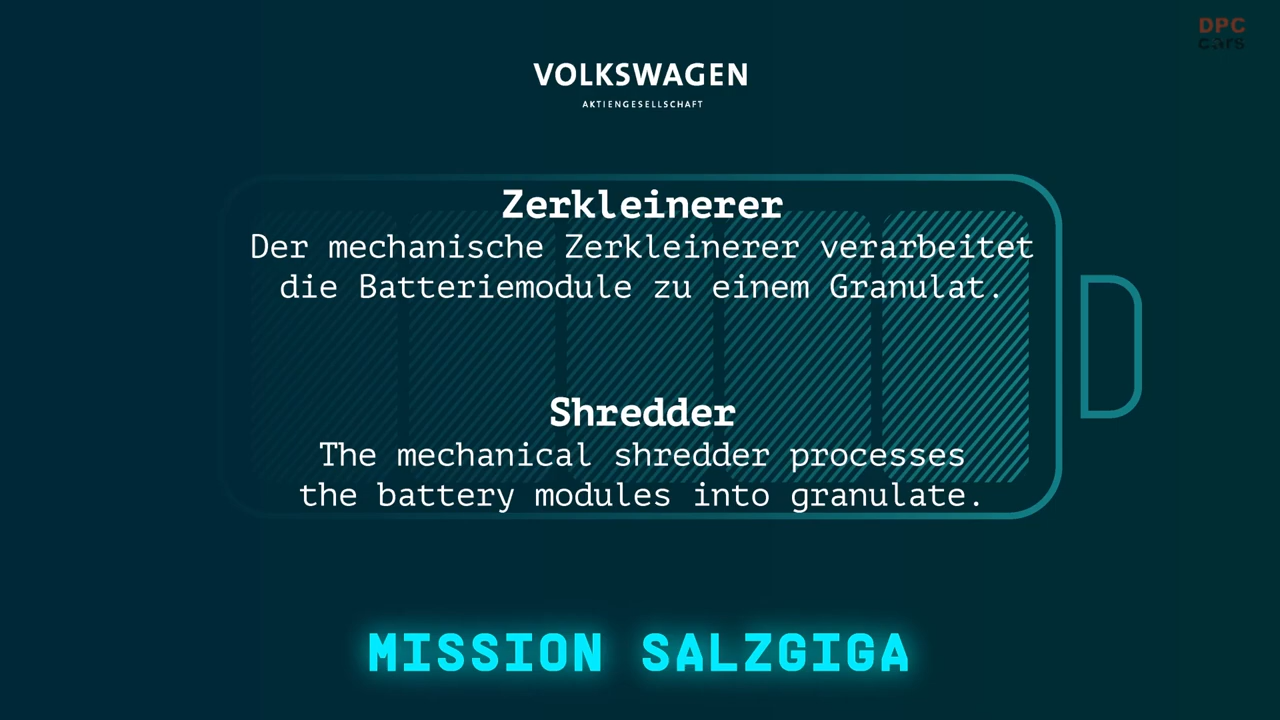 DPC
cars
VOLKSWAGEN
AKTIENGESELLSCHAFT
Zerkleinerer
Der mechanische Zerkleinerer verarbeitet
die Batteriemodule zu einem Granulat.
Shredder
The mechanical shredder processes
the battery modules into granulate.
MISSION SALZGIGA